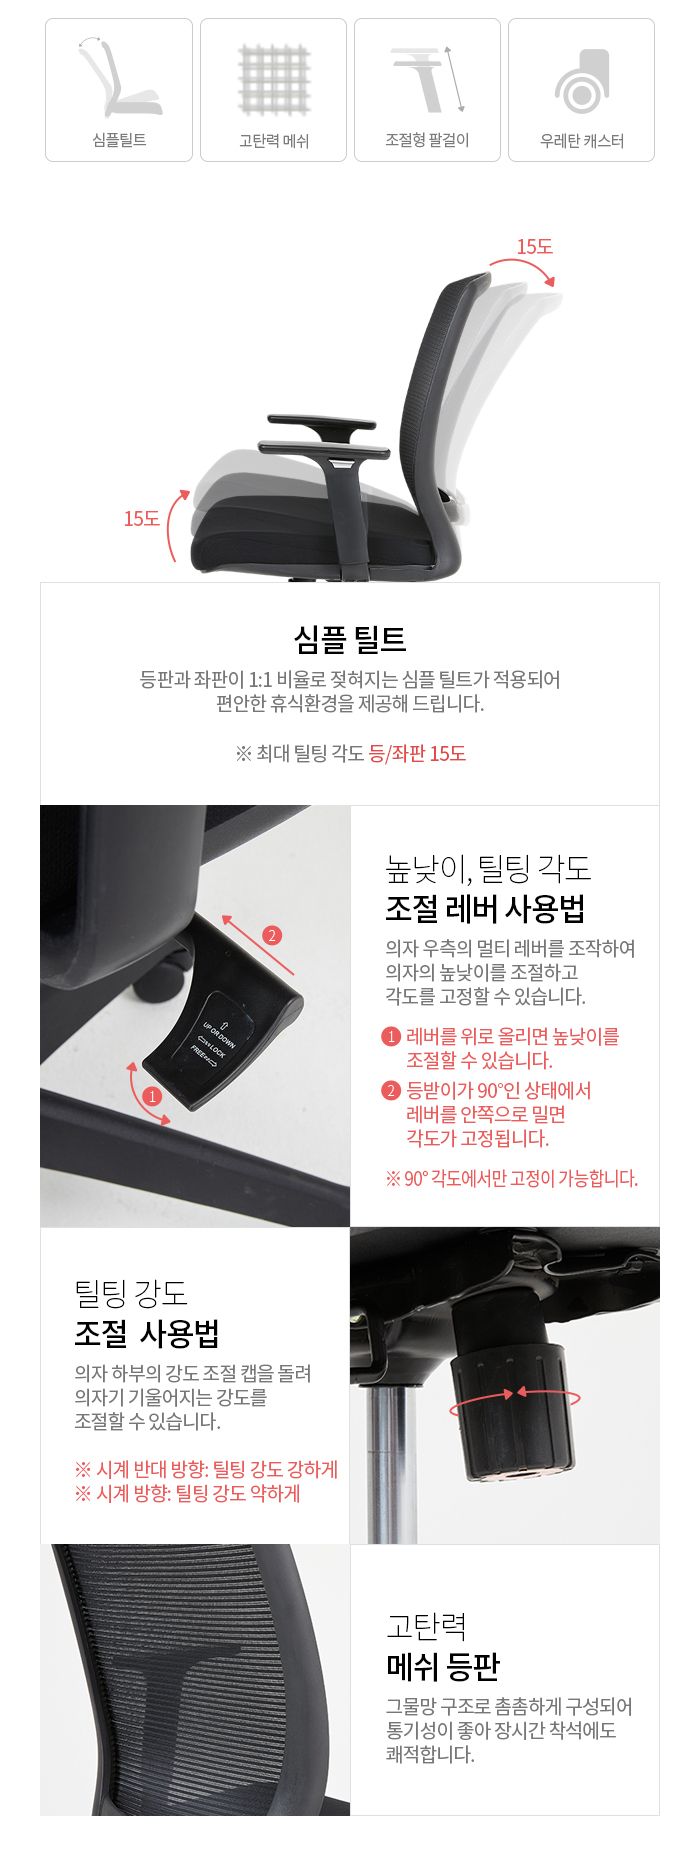 심플틸트
고탄력 메쉬
조절형 팔걸이
우레탄 캐스터
15도
15도
심플 틸트
등판과 좌판이 1:1 비율로 젖혀지는 심플 틸트가 적용되어
편안한 휴식환경을 제공해 드립니다.
※ 최대 틸팅 각도 등/좌판 15도
2
UP OR DOWN
LOCK
FREE
1
높낮이, 틸팅 각도
조절 레버 사용법
의자 우측의 멀티 레버를 조작하여
의자의 높낮이를 조절하고
각도를 고정할 수 있습니다.
1 레버를 위로 올리면 높낮이를
조절할 수 있습니다.
2 등받이가 90°인 상태에서
레버를 안쪽으로 밀면
각도가 고정됩니다.
※ 90° 각도에서만 고정이 가능합니다.
틸팅 강도
조절 사용법
의자 하부의 강도 조절 캡을 돌려
의자기 기울어지는 강도를
조절할 수 있습니다.
※ 시계 반대 방향: 틸팅 강도 강하게
※ 시계 방향: 틸팅 강도 약하게
고탄력
메쉬 등판
그물망 구조로 촘촘하게 구성되어
통기성이 좋아 장시간 착석에도
쾌적합니다.